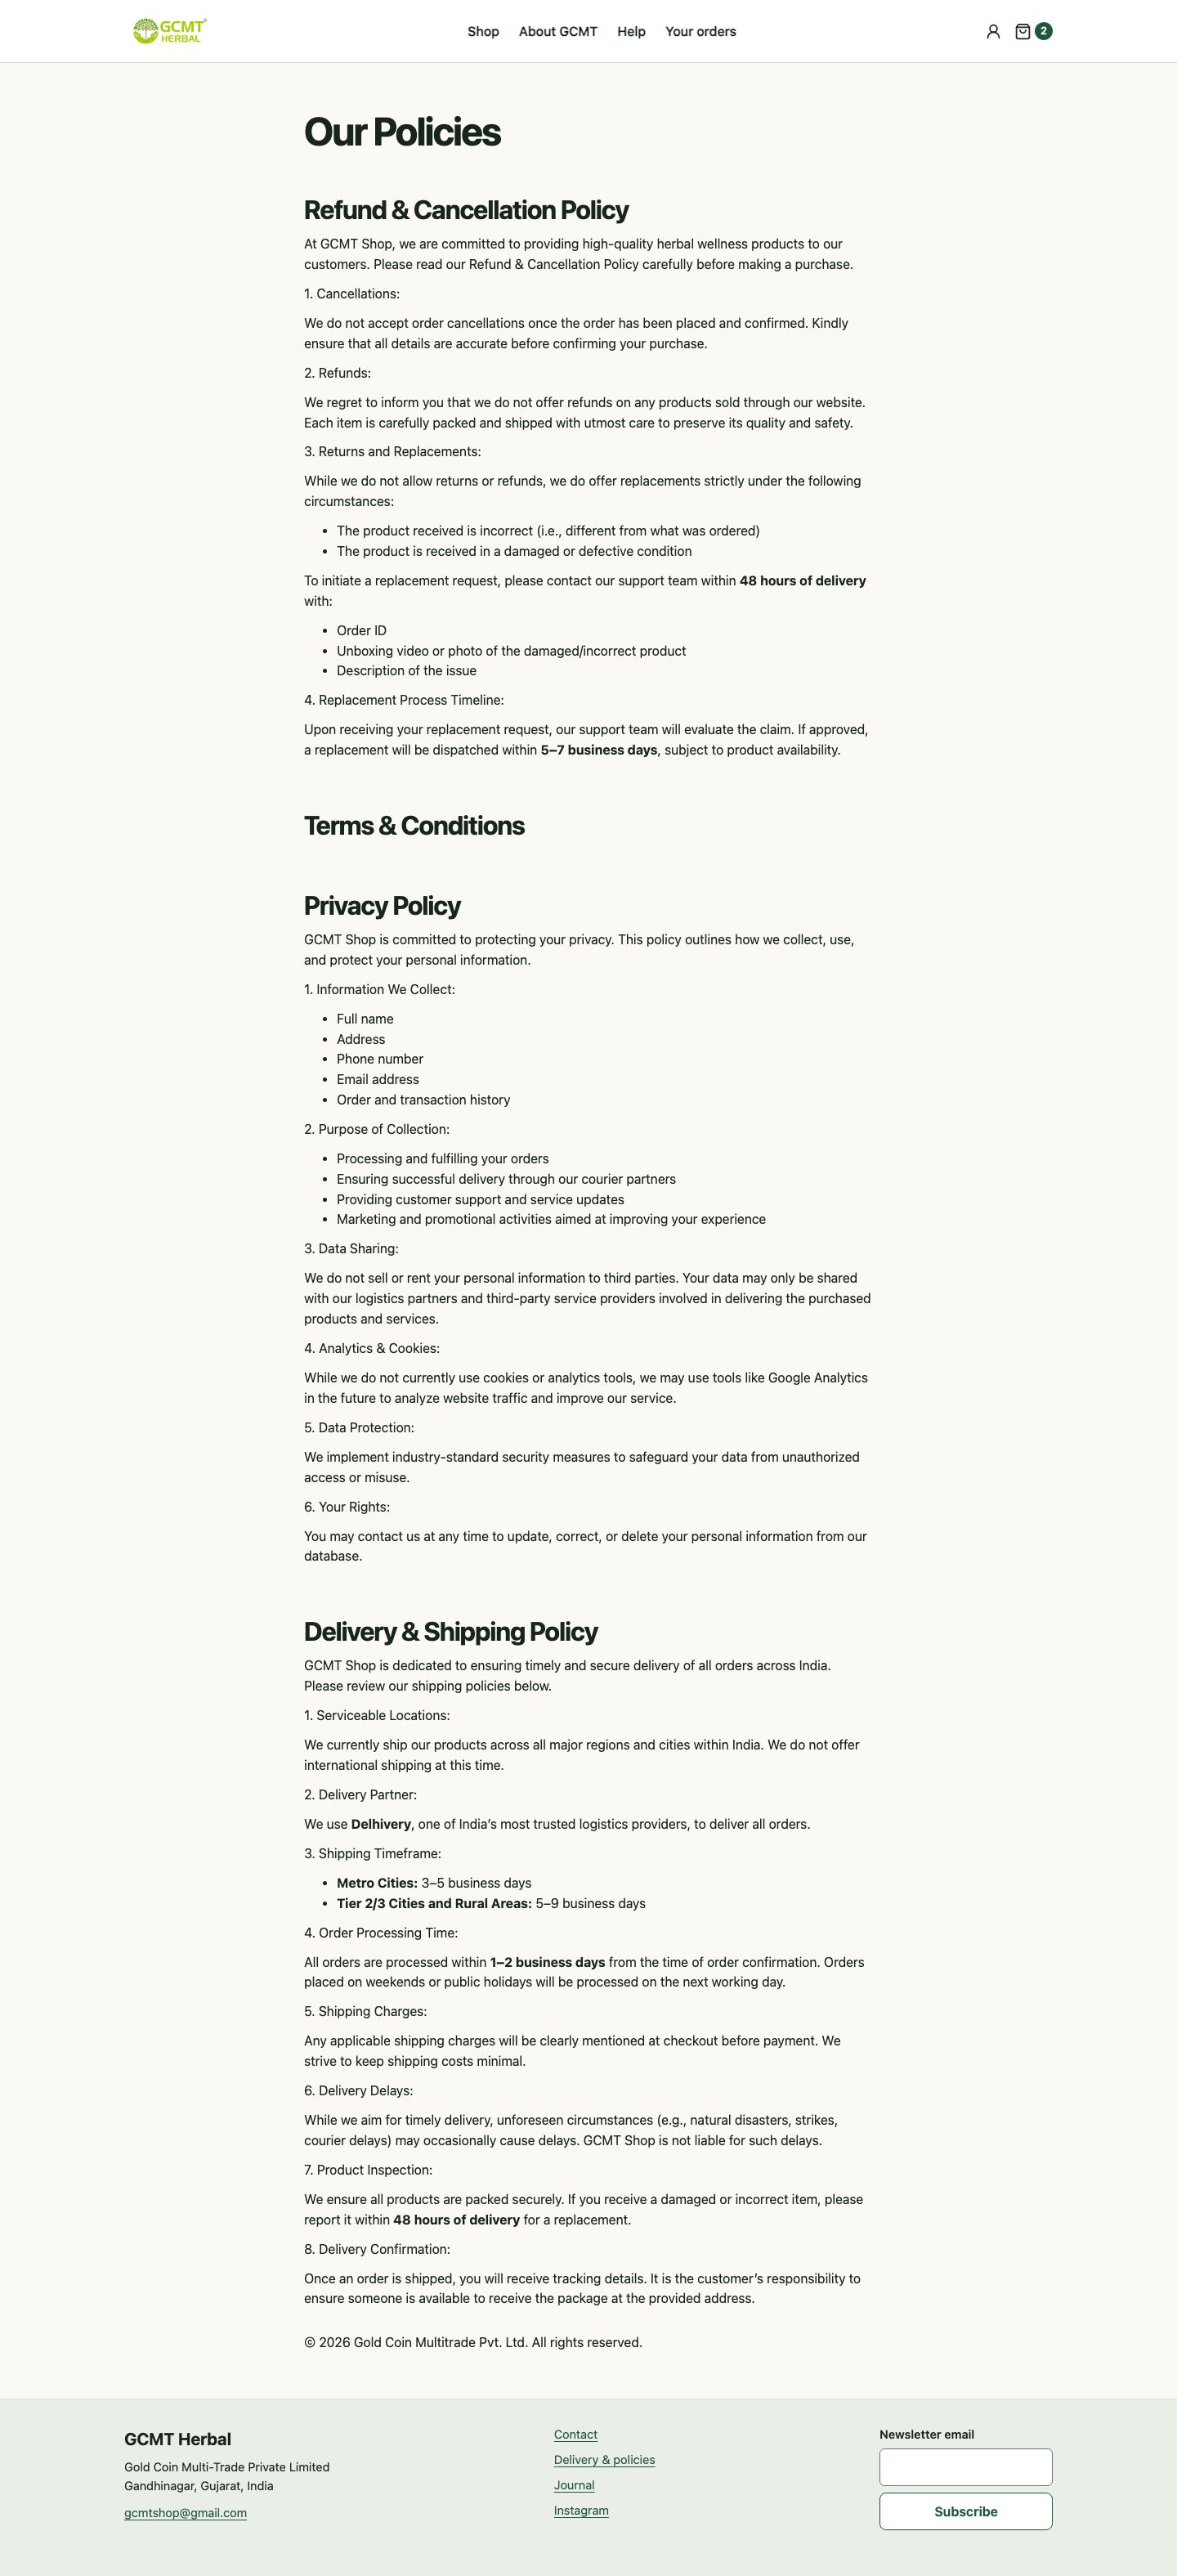 GCMT
HERBAL
Shop About GCMT Help Your orders
2
Our Policies
Refund & Cancellation Policy
At GCMT Shop, we are committed to providing high-quality herbal wellness products to our
customers. Please read our Refund & Cancellation Policy carefully before making a purchase.
1. Cancellations:
We do not accept order cancellations once the order has been placed and confirmed. Kindly
ensure that all details are accurate before confirming your purchase.
2. Refunds:
We regret to inform you that we do not offer refunds on any products sold through our website.
Each item is carefully packed and shipped with utmost care to preserve its quality and safety.
3. Returns and Replacements:
While we do not allow returns or refunds, we do offer replacements strictly under the following
circumstances:
• The product received is incorrect (i.e., different from what was ordered)
• The product is received in a damaged or defective condition
To initiate a replacement request, please contact our support team within 48 hours of delivery
with:
• Order ID
• Unboxing video or photo of the damaged/incorrect product
• Description of the issue
4. Replacement Process Timeline:
Upon receiving your replacement request, our support team will evaluate the claim. If approved,
a replacement will be dispatched within 5–7 business days, subject to product availability.
Terms & Conditions
Privacy Policy
GCMT Shop is committed to protecting your privacy. This policy outlines how we collect, use,
and protect your personal information.
1. Information We Collect:
• Full name
• Address
• Phone number
• Email address
• Order and transaction history
2. Purpose of Collection:
• Processing and fulfilling your orders
• Ensuring successful delivery through our courier partners
• Providing customer support and service updates
• Marketing and promotional activities aimed at improving your experience
3. Data Sharing:
We do not sell or rent your personal information to third parties. Your data may only be shared
with our logistics partners and third-party service providers involved in delivering the purchased
products and services.
4. Analytics & Cookies:
While we do not currently use cookies or analytics tools, we may use tools like Google Analytics
in the future to analyze website traffic and improve our service.
5. Data Protection:
We implement industry-standard security measures to safeguard your data from unauthorized
access or misuse.
6. Your Rights:
You may contact us at any time to update, correct, or delete your personal information from our
database.
Delivery & Shipping Policy
GCMT Shop is dedicated to ensuring timely and secure delivery of all orders across India.
Please review our shipping policies below.
1. Serviceable Locations:
We currently ship our products across all major regions and cities within India. We do not offer
international shipping at this time.
2. Delivery Partner:
We use Delhivery, one of India’s most trusted logistics providers, to deliver all orders.
3. Shipping Timeframe:
• Metro Cities: 3–5 business days
• Tier 2/3 Cities and Rural Areas: 5–9 business days
4. Order Processing Time:
All orders are processed within 1–2 business days from the time of order confirmation. Orders
placed on weekends or public holidays will be processed on the next working day.
5. Shipping Charges:
Any applicable shipping charges will be clearly mentioned at checkout before payment. We
strive to keep shipping costs minimal.
6. Delivery Delays:
While we aim for timely delivery, unforeseen circumstances (e.g., natural disasters, strikes,
courier delays) may occasionally cause delays. GCMT Shop is not liable for such delays.
7. Product Inspection:
We ensure all products are packed securely. If you receive a damaged or incorrect item, please
report it within 48 hours of delivery for a replacement.
8. Delivery Confirmation:
Once an order is shipped, you will receive tracking details. It is the customer’s responsibility to
ensure someone is available to receive the package at the provided address.
© 2026 Gold Coin Multitrade Pvt. Ltd. All rights reserved.
GCMT Herbal
Gold Coin Multi-Trade Private Limited
Gandhinagar, Gujarat, India
gcmtshop@gmail.com
Contact
Delivery & policies
Journal
Instagram
Newsletter email
Subscribe